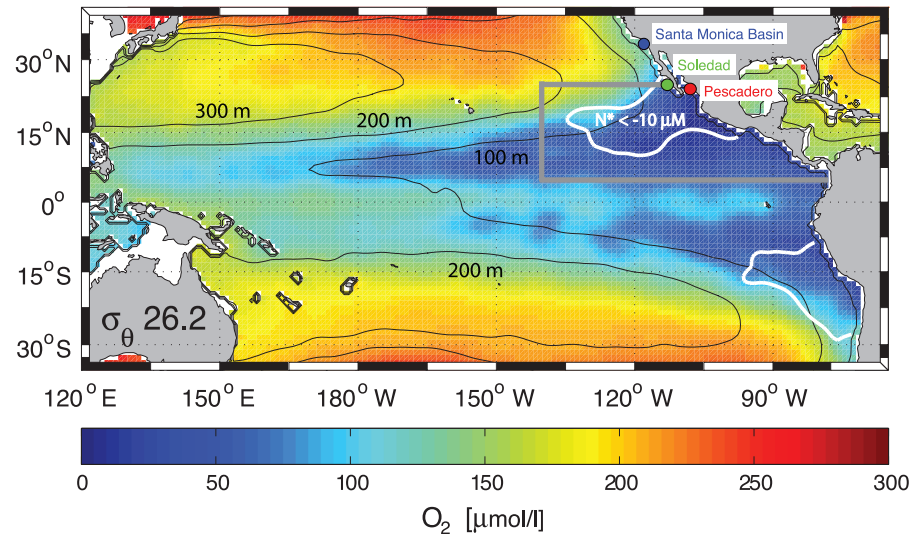 30° N
15° N
0°
15° S
30° S
Santa Monica Basin
Soledad
Pescadero
300 m
200 m
N* < -10 μM
100 m
200 m
σθ 26.2
120° E
150° E
180° W
150° W
120° W
90° W
0
50
100
150
200
250
300
O₂ [μmol/l]